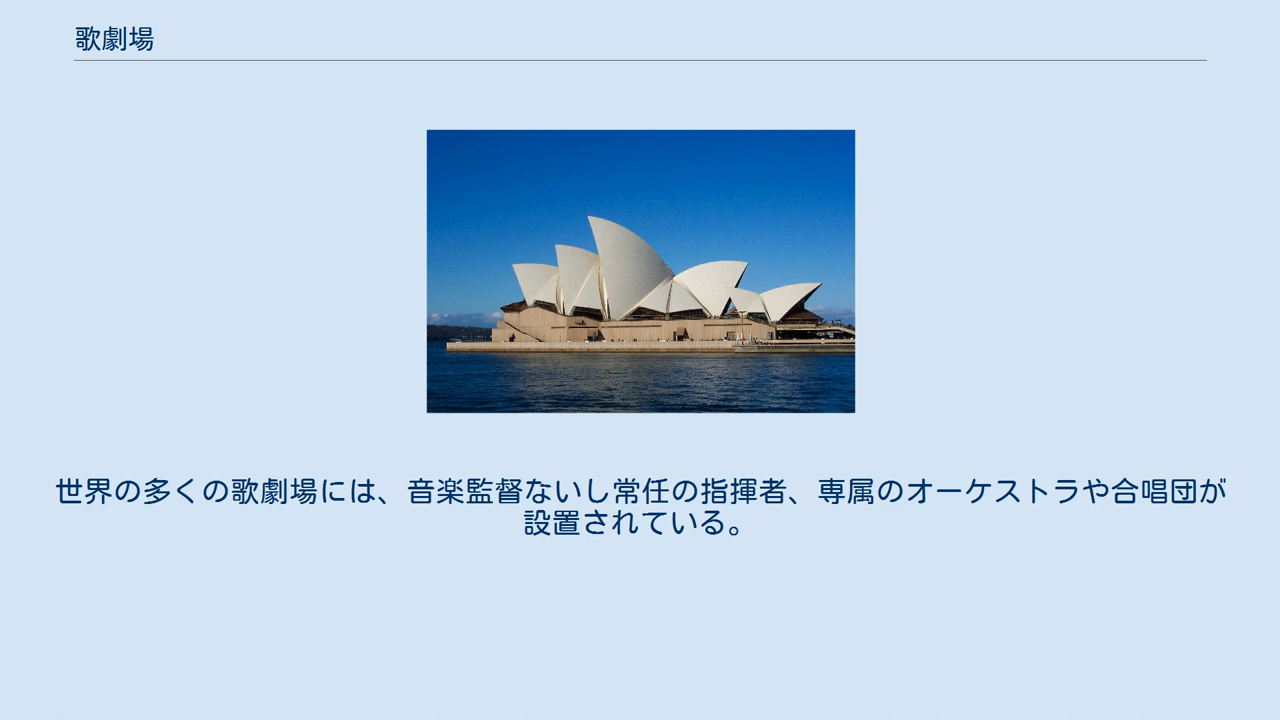 歌劇場
世界の多くの歌劇場には、音楽監督ないし常任の指揮者、専属のオーケストラや合唱団が
設置されている。